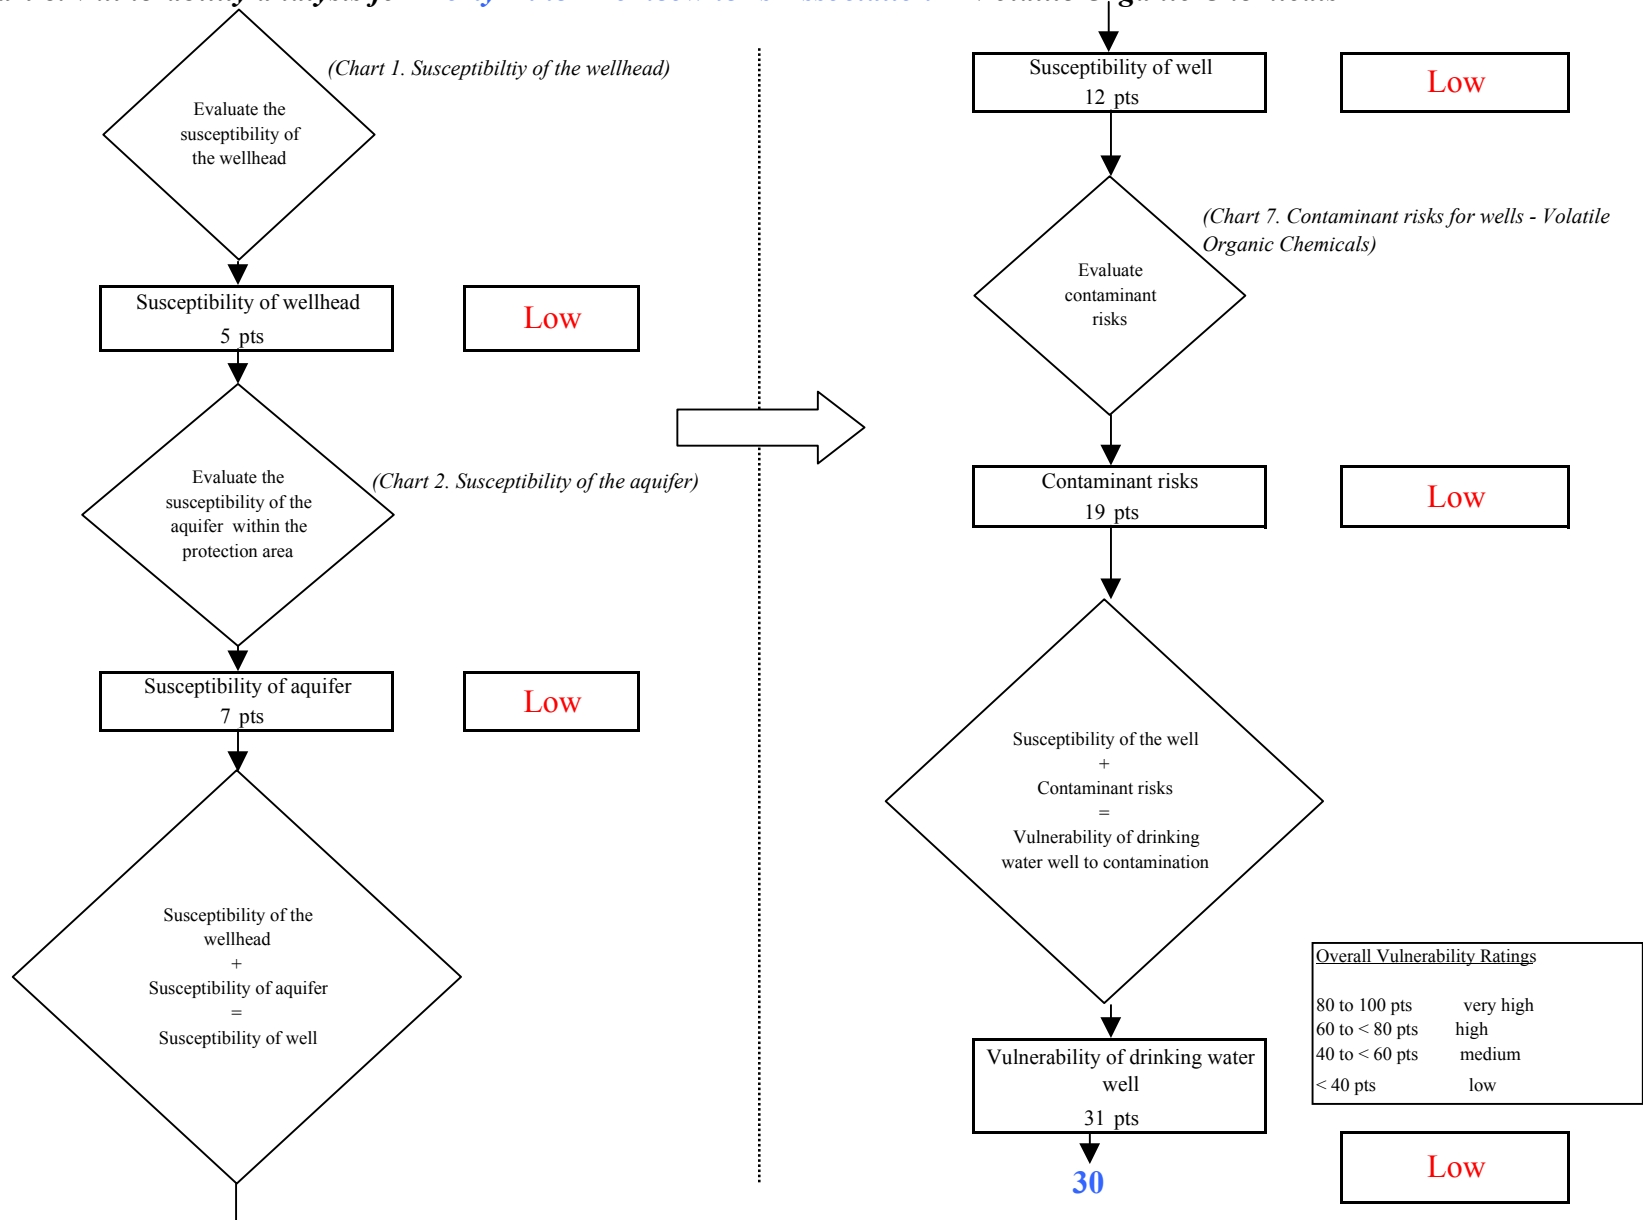 (Chart 1. Susceptibiltiy of the wellhead)
Evaluate the
susceptibility of
the wellhead
Susceptibility of wellhead
5 pts
Low
Evaluate the
susceptibility of the
aquifer within the
protection area
(Chart 2. Susceptibility of the aquifer)
Susceptibility of aquifer
7 pts
Low
Susceptibility of the
wellhead
+
Susceptibility of aquifer
=
Susceptibility of well
Susceptibility of well
12 pts
Low
(Chart 7. Contaminant risks for wells - Volatile
Organic Chemicals)
Evaluate
contaminant
risks
Contaminant risks
19 pts
Low
Susceptibility of the well
+
Contaminant risks
=
Vulnerability of drinking
water well to contamination
Overall Vulnerability Ratings
80 to 100 pts very high
60 to < 80 pts high
40 to < 60 pts medium
< 40 pts low
Vulnerability of drinking water
well
31 pts
30
Low